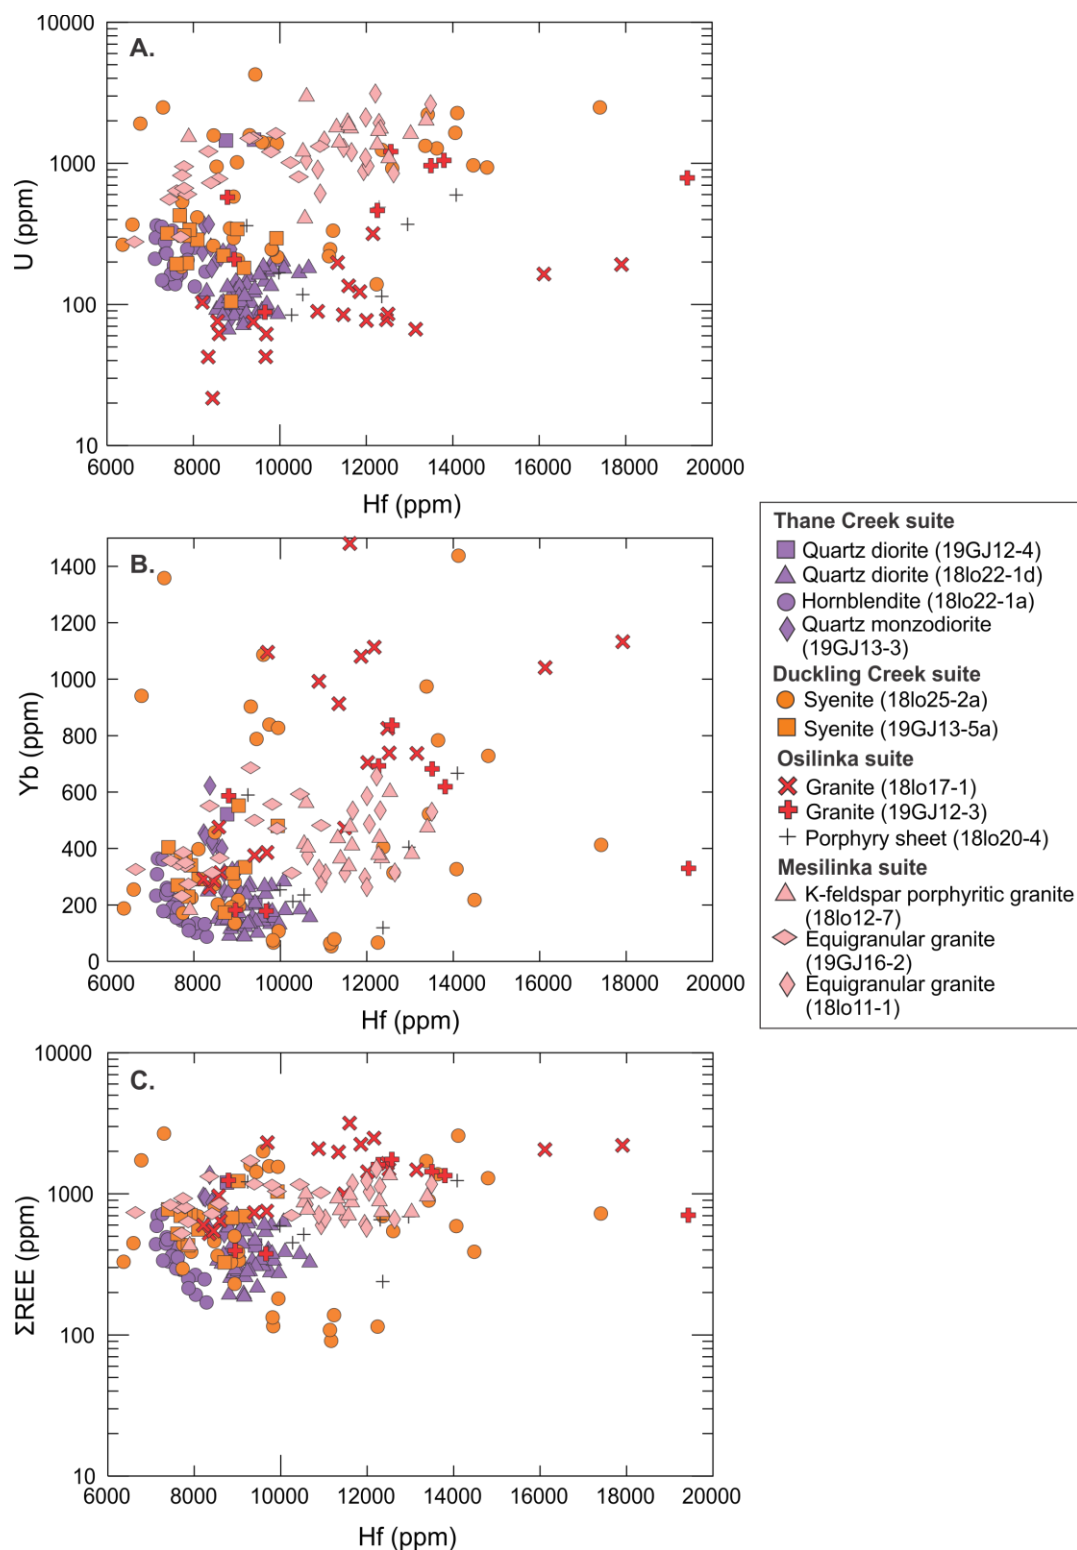 10000
A.
1000
U (ppm)
100
10
6000 8000 10000 12000 14000 16000 18000 20000
Hf (ppm)
B.
1400
1200
1000
Yb (ppm)
800
600
400
200
0
6000 8000 10000 12000 14000 16000 18000 20000
Hf (ppm)
10000
C.
1000
ΣREE (ppm)
100
10
6000 8000 10000 12000 14000 16000 18000 20000
Hf (ppm)
Thane Creek suite
Quartz diorite (19GJ12-4)
Quartz diorite (18lo22-1d)
Hornblendite (18lo22-1a)
Quartz monzodiorite
(19GJ13-3)
Duckling Creek suite
Syenite (18lo25-2a)
Syenite (19GJ13-5a)
Osilinka suite
Granite (18lo17-1)
Granite (19GJ12-3)
Porphyry sheet (18lo20-4)
Mesilinka suite
K-feldspar porphyritic granite
(18lo12-7)
Equigranular granite
(19GJ16-2)
Equigranular granite
(18lo11-1)